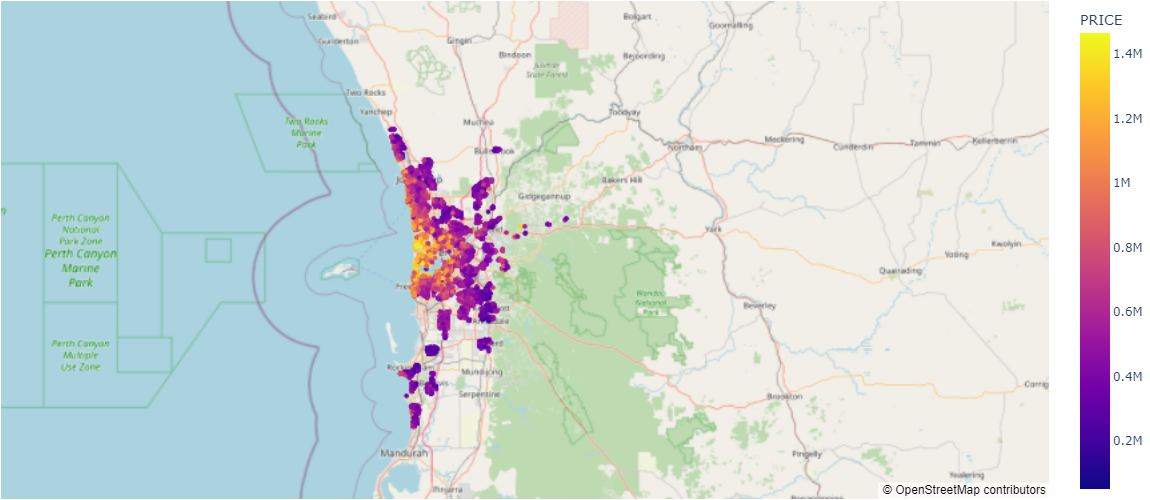 Seabird
Bolgart
Goomalling
Guilderton
Gingin
Bindoon
Bejoording
Julimar
State Forest
Two Rocks
Yanchep
Muchea
Toodyay
Two Rocks
Marine
Park
Northam
Meckering
Cunderdin
Tammin
Kellerberrin
Bakers Hill
Gidgegannup
Perth Canyon
National
Park Zone
Perth Canyon
Marine
Park
York
Kwolyin
Yoting
Quairading
Wandoo
National
Park
Beverley
Perth Canyon
Multiple
Use Zone
Mundijong
Serpentine
Brookton
Mandurah
Pingelly
Yealering
Pinjarra
© OpenStreetMap contributors
PRICE
1.4M
1.2M
1M
0.8M
0.6M
0.4M
0.2M